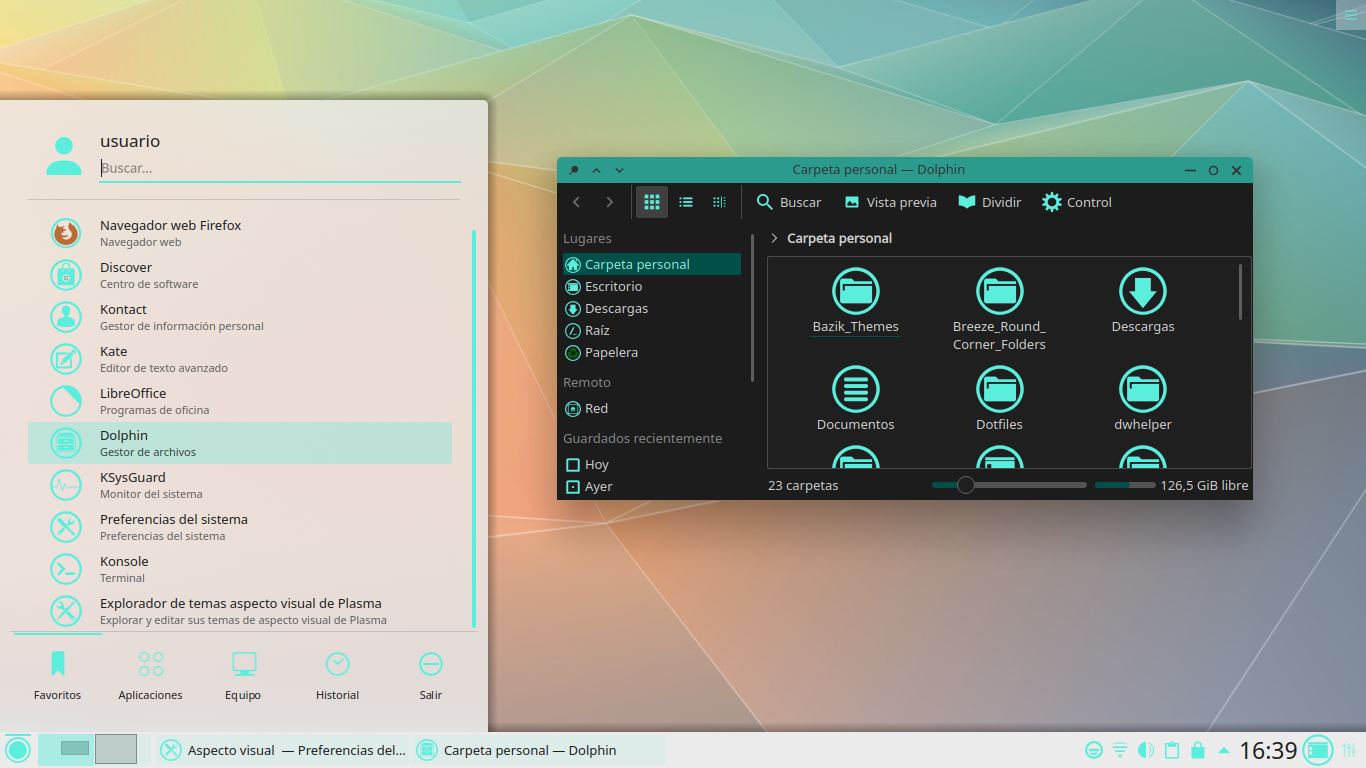 usuario
Buscar...
Navegador web Firefox
Navegador web
Discover
Centro de software
Kontact
Gestor de información personal
Kate
Editor de texto avanzado
LibreOffice
Programas de oficina
Dolphin
Gestor de archivos
KSysGuard
Monitor del sistema
Preferencias del sistema
Preferencias del sistema
Konsole
Terminal
Explorador de temas aspecto visual de Plasma
Explorar y editar sus temas de aspecto visual de Plasma
Favoritos
Aplicaciones
Equipo
Historial
Salir
Carpeta personal — Dolphin
Buscar
Vista previa
Dividir
Control
Lugares
Carpeta personal
Escritorio
Descargas
Raíz
Papelera
Remoto
Red
Guardados recientemente
Hoy
Ayer
Carpeta personal
Bazik_Themes
Breeze_Round_
Corner_Folders
Descargas
Documentos
Dotfiles
dwhelper
23 carpetas
126,5 GiB libre
Aspecto visual — Preferencias del...
Carpeta personal — Dolphin
16:39